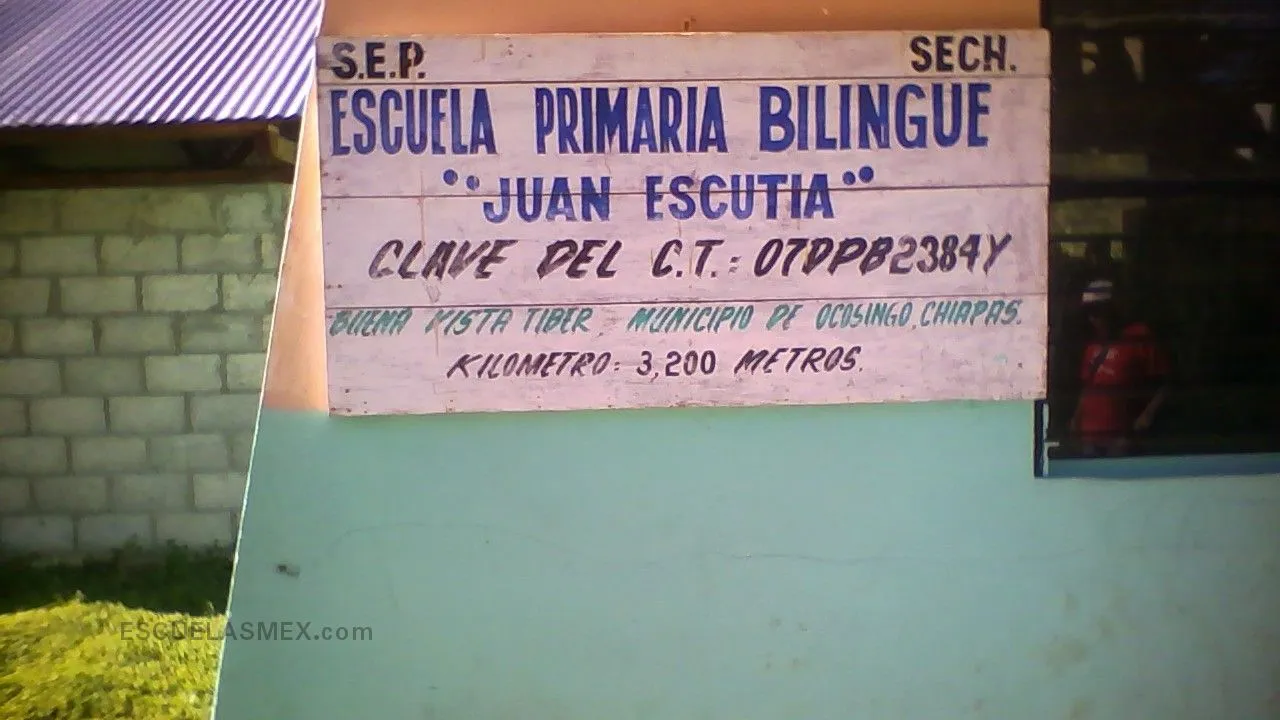 S.E.P. SECH.
ESCUELA PRIMARIA BILINGUE
"JUAN ESCUTIA"
CLAVE DEL C.T.: 07DPB2384Y
BUENA VISTA TIBER, MUNICIPIO DE OCOSINGO, CHIAPAS.
KILOMETRO: 3,200 METROS.
ESCUELASMEX.com